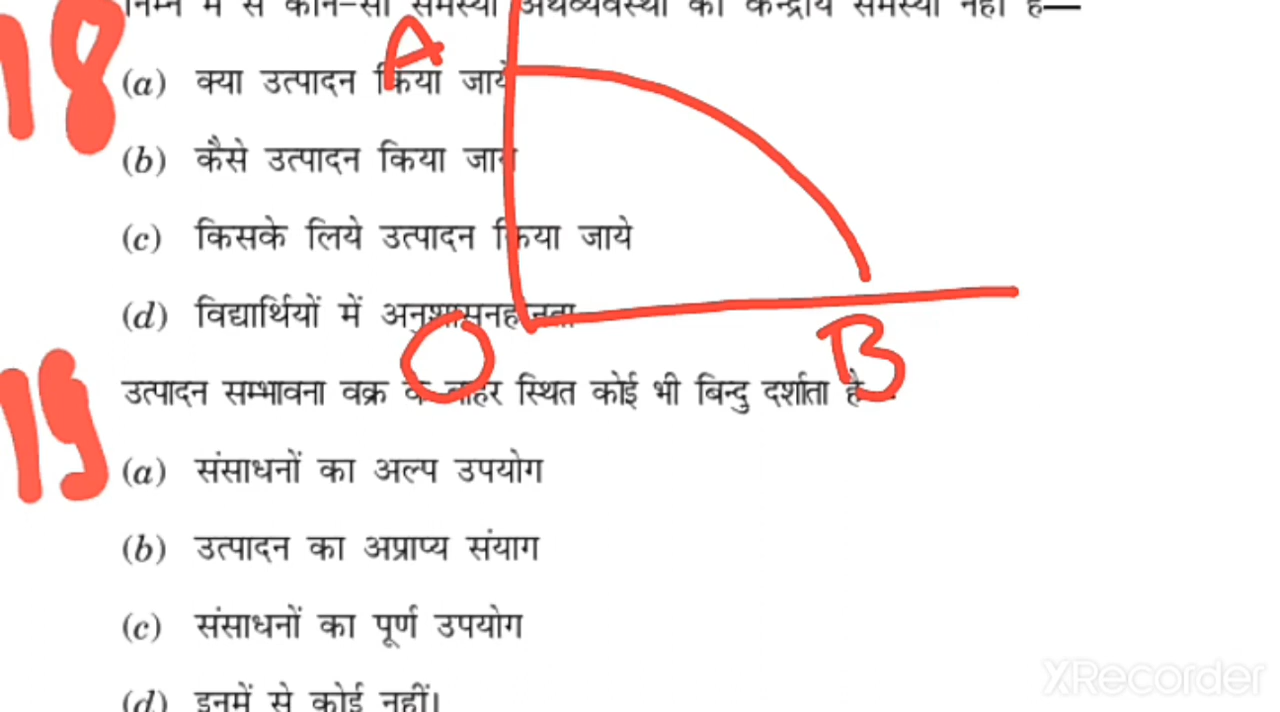 18
निम्न में से कौन-सी समस्या अर्थव्यवस्था की केन्द्रीय समस्या नहीं है—
A
(a) क्या उत्पादन किया जाये
(b) कैसे उत्पादन किया जाय
(c) किसके लिये उत्पादन किया जाये
(d) विद्यार्थियों में अनुशासनहीनता
O B
19
उत्पादन सम्भावना वक्र के बाहर स्थित कोई भी बिन्दु दर्शाता है—
(a) संसाधनों का अल्प उपयोग
(b) उत्पादन का अप्राप्य संयाग
(c) संसाधनों का पूर्ण उपयोग
(d) इनमें से कोई नहीं।
XRecorder